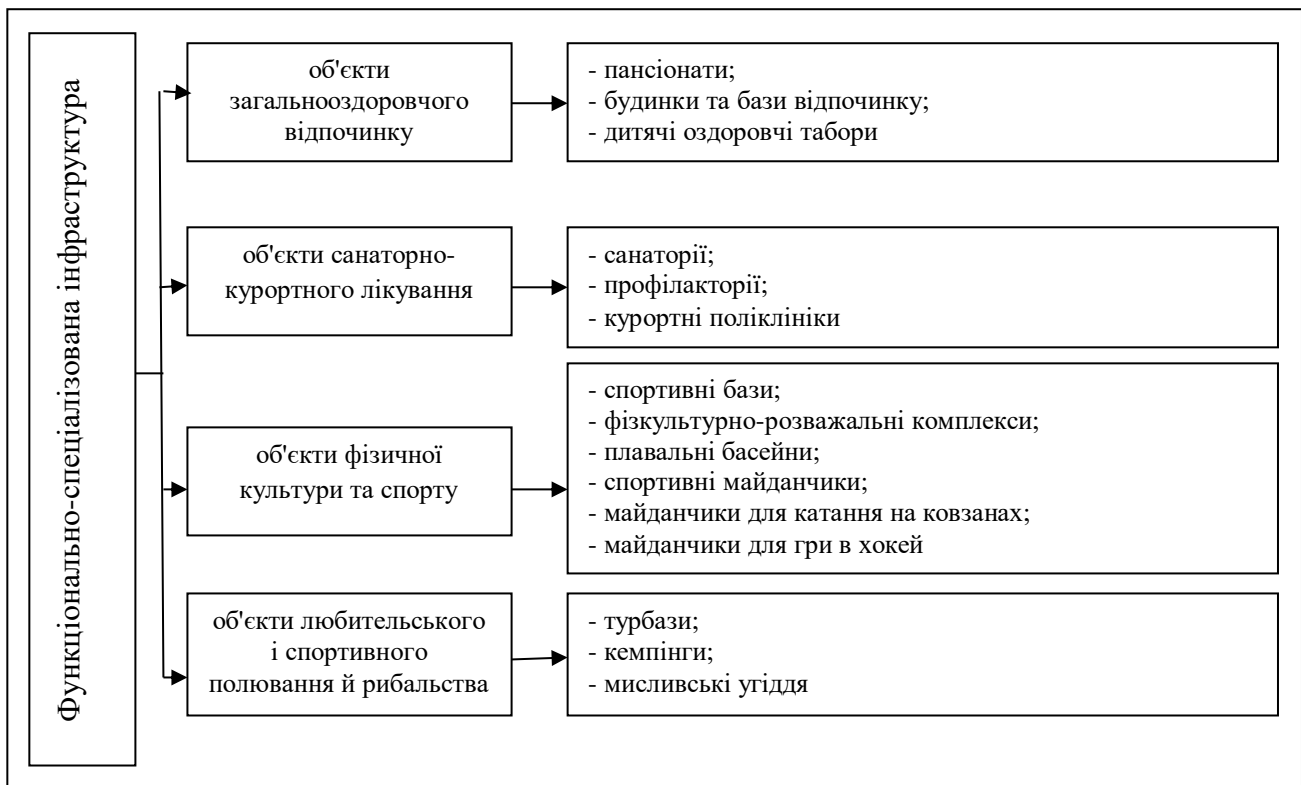 Функціонально-спеціалізована інфраструктура
об'єкти
загальнооздоровчого
відпочинку
- пансіонати;
- будинки та бази відпочинку;
- дитячі оздоровчі табори
об'єкти санаторно-
курортного лікування
- санаторії;
- профілакторії;
- курортні поліклініки
об'єкти фізичної
культури та спорту
- спортивні бази;
- фізкультурно-розважальні комплекси;
- плавальні басейни;
- спортивні майданчики;
- майданчики для катання на ковзанах;
- майданчики для гри в хокей
об'єкти любительського
і спортивного
полювання й рибальства
- турбази;
- кемпінги;
- мисливські угіддя